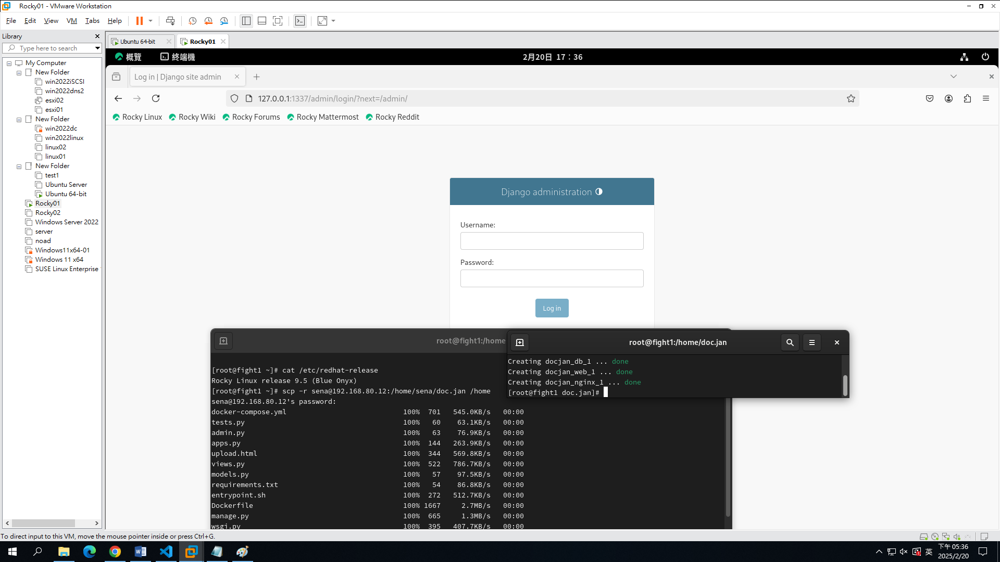 Rocky01 - VMware Workstation
File Edit View VM Tabs Help
Library
Type here to search
My Computer
New Folder
win2022iSCSI
win2022dns2
esxi02
esxi01
New Folder
win2022dc
win2022linux
linux02
linux01
New Folder
test1
Ubuntu Server
Ubuntu 64-bit
Rocky01
Rocky02
Windows Server 2022
server
noad
Windows11x64-01
Windows 11 x64
SUSE Linux Enterprise
Ubuntu 64-bit
Rocky01
概覽 終端機 2月20日 17：36
Log in | Django site admin
127.0.0.1:1337/admin/login/?next=/admin/
Rocky Linux Rocky Wiki Rocky Forums Rocky Mattermost Rocky Reddit
Django administration
Username:
Password:
Log in
root@fight1:/home
[root@fight1 ~]# cat /etc/redhat-release
Rocky Linux release 9.5 (Blue Onyx)
[root@fight1 ~]# scp -r sena@192.168.80.12:/home/sena/doc.jan /home
sena@192.168.80.12's password:
docker-compose.yml 100% 701 545.0KB/s 00:00
tests.py 100% 60 63.1KB/s 00:00
admin.py 100% 63 76.9KB/s 00:00
apps.py 100% 144 263.9KB/s 00:00
upload.html 100% 344 569.8KB/s 00:00
views.py 100% 522 786.7KB/s 00:00
models.py 100% 57 97.5KB/s 00:00
requirements.txt 100% 54 86.8KB/s 00:00
entrypoint.sh 100% 272 512.7KB/s 00:00
Dockerfile 100% 1667 2.7MB/s 00:00
manage.py 100% 665 1.3MB/s 00:00
wsgi.py 100% 395 407.7KB/s 00:00
root@fight1:/home/doc.jan
Creating docjan_db_1 ... done
Creating docjan_web_1 ... done
Creating docjan_nginx_1 ... done
[root@fight1 doc.jan]#
To direct input to this VM, move the mouse pointer inside or press Ctrl+G.
英
下午 05:36
2025/2/20